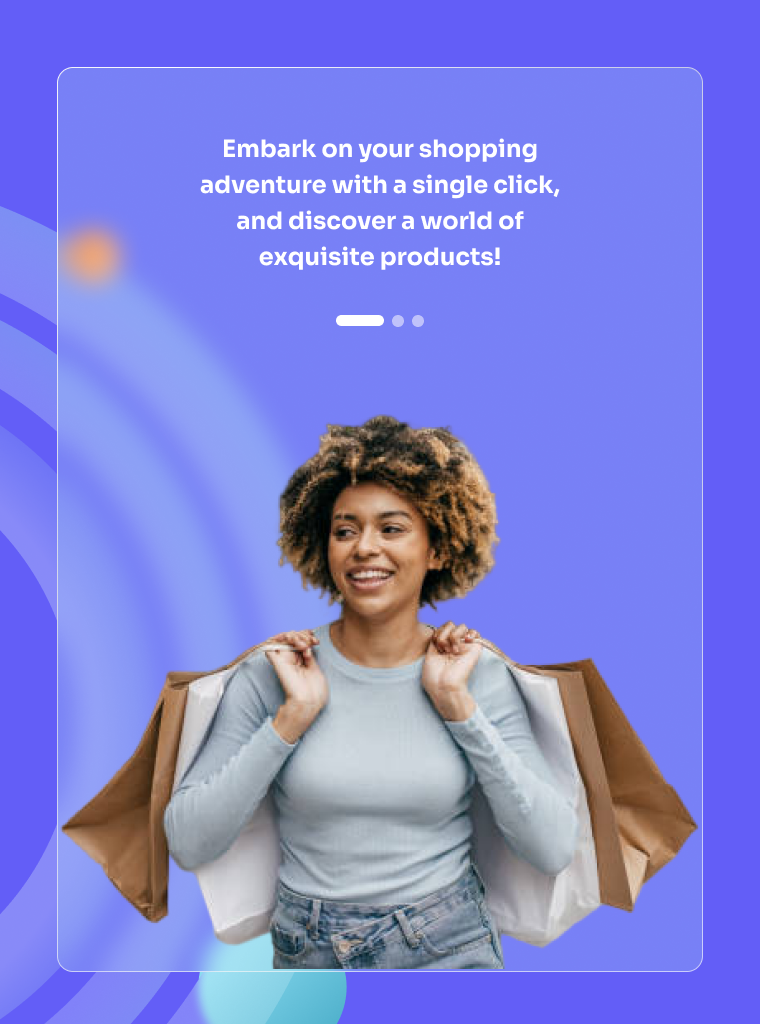 Embark on your shopping
adventure with a single click,
and discover a world of
exquisite products!